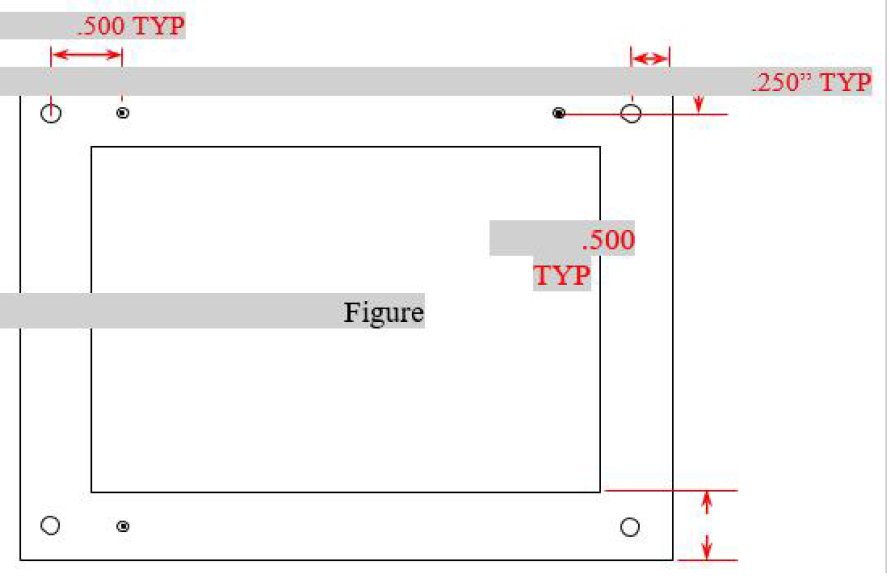 .500 TYP
.250” TYP
.500
TYP
Figure